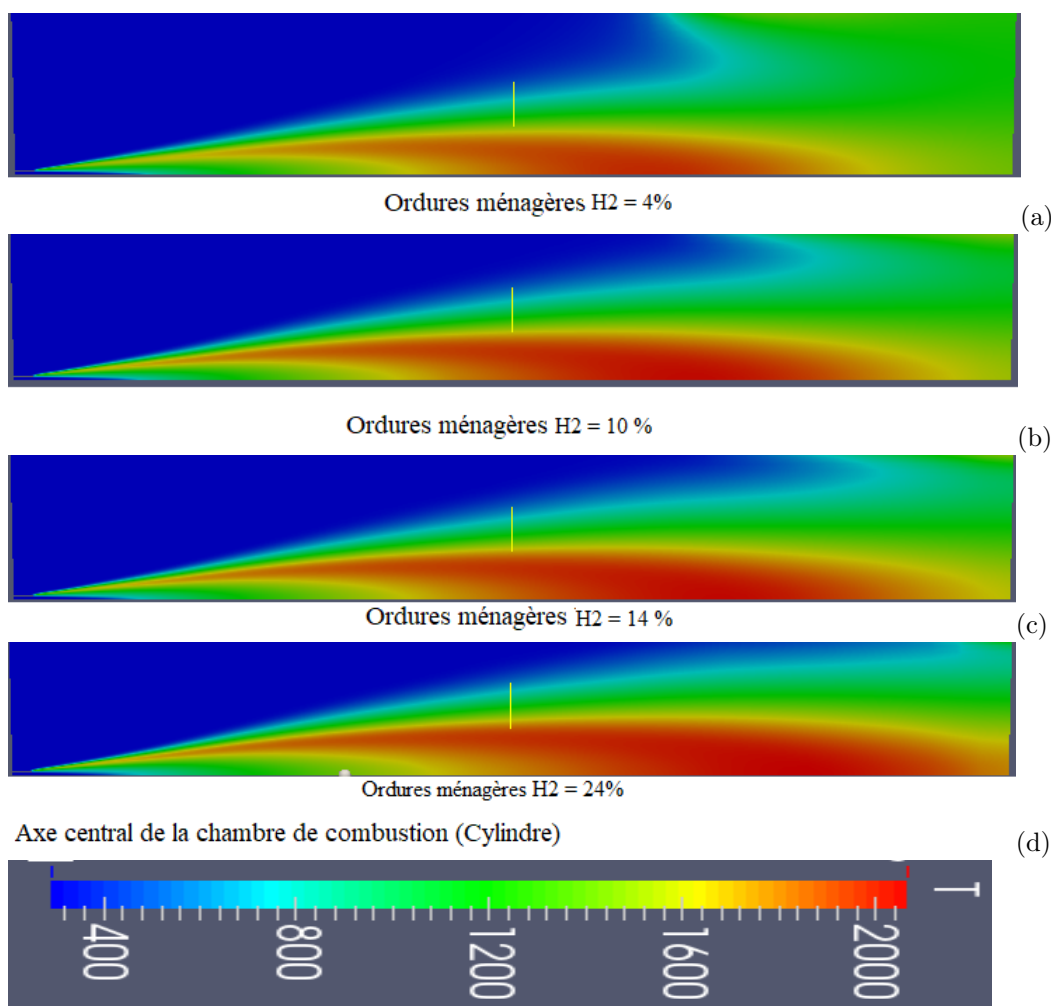 Ordures ménagères H2 = 4%
(a)
Ordures ménagères H2 = 10 %
(b)
Ordures ménagères H2 = 14 %
(c)
Ordures ménagères H2 = 24%
Axe central de la chambre de combustion (Cylindre)
(d)
T
400 800 1200 1600 2000